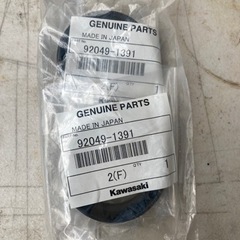 GENUINE PARTS
MADE IN JAPAN
92049-1391
GENUINE PARTS
MADE IN JAPAN
92049-1391
2(F)
1
Kawasaki